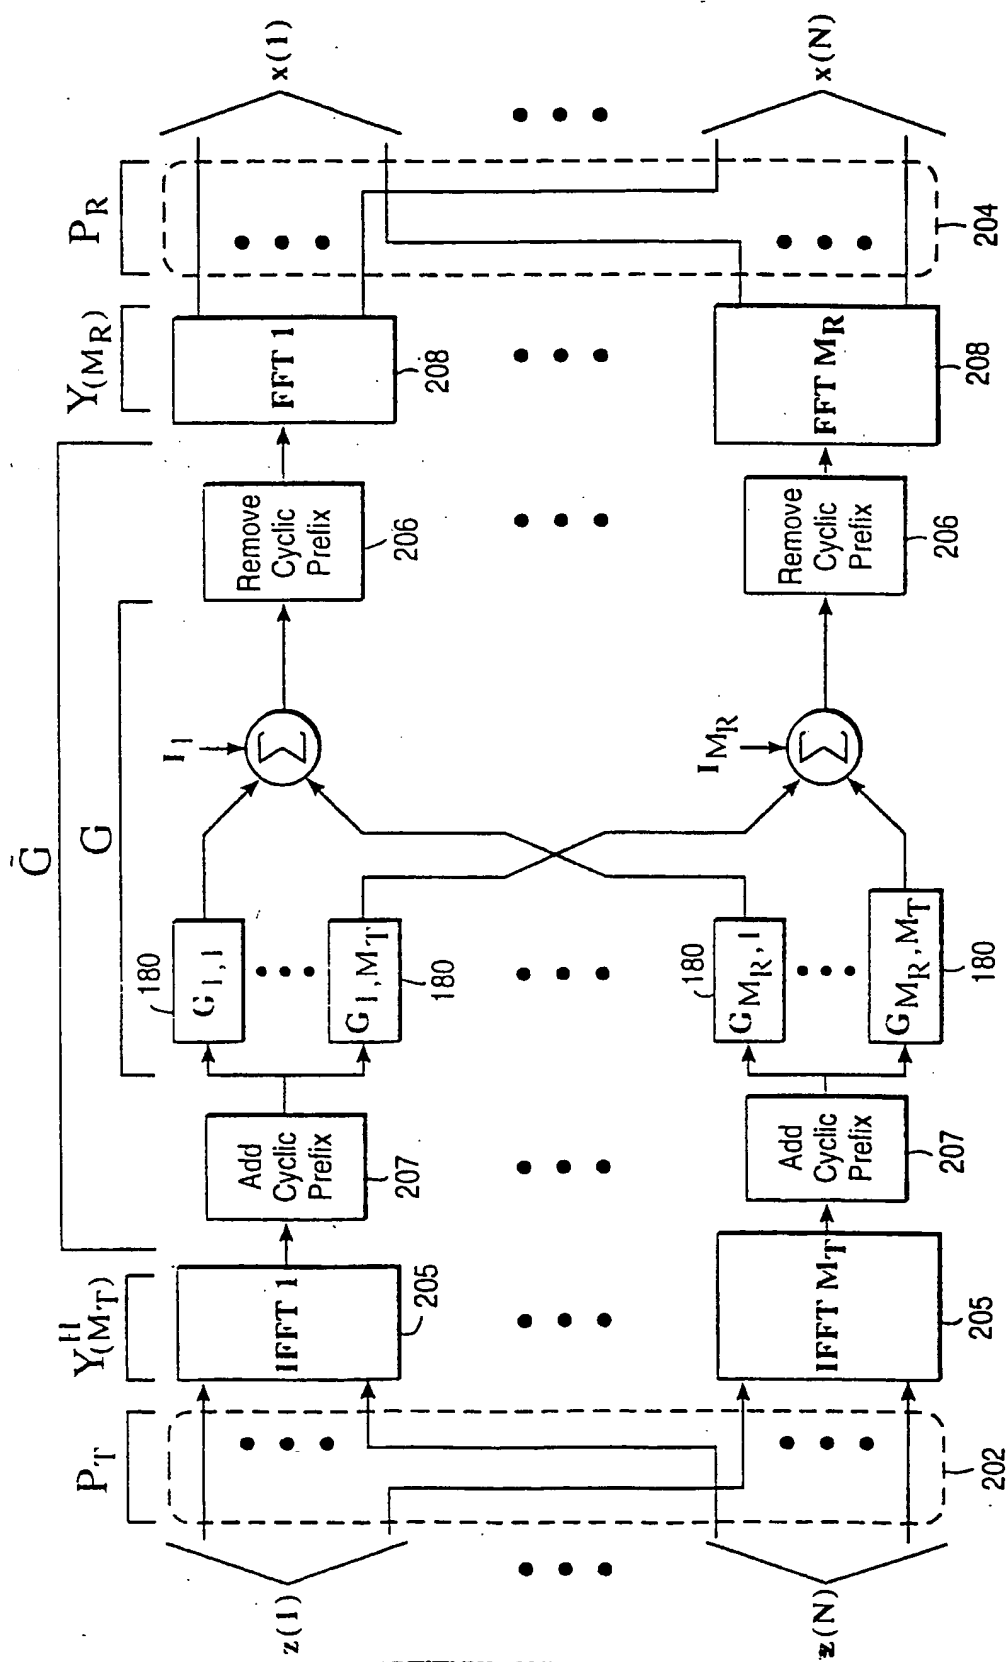 G̃
G
P_T
Y^H_(M_T)
Y_(M_R)
P_R
z(1)
IFFT 1
205
Add
Cyclic
Prefix
207
180
G_1,1
G_1,M_T
180
I_1
Σ
Remove
Cyclic
Prefix
206
FFT 1
208
x(1)
z(N)
202
IFFT M_T
205
Add
Cyclic
Prefix
207
180
G_M_R,1
G_M_R,M_T
180
I_M_R
Σ
Remove
Cyclic
Prefix
206
FFT M_R
208
204
x(N)